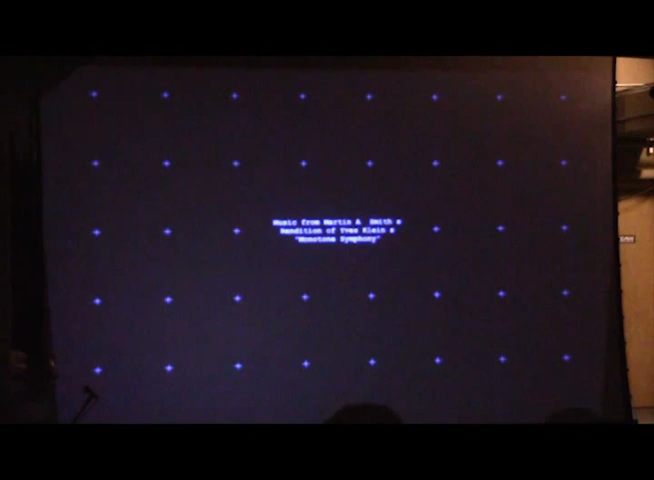 Music from Martin A Smith s
Rendition of Yves Klein s
"Monotone Symphony"